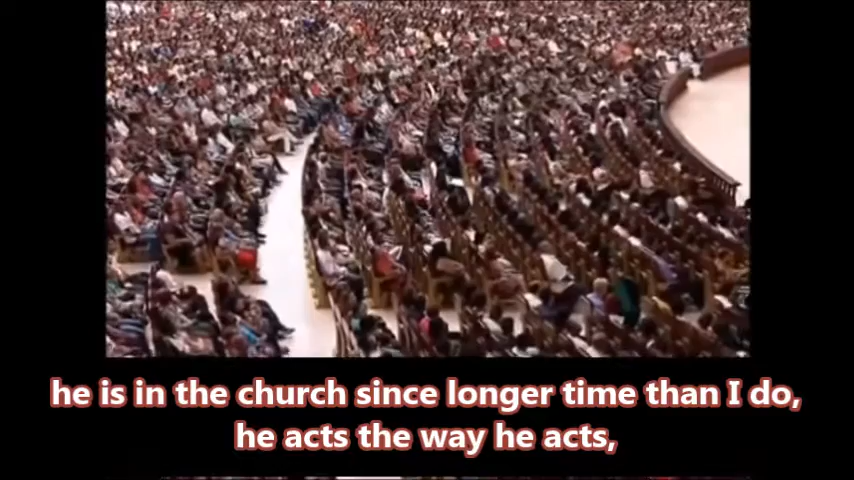 he is in the church since longer time than I do,
he acts the way he acts,